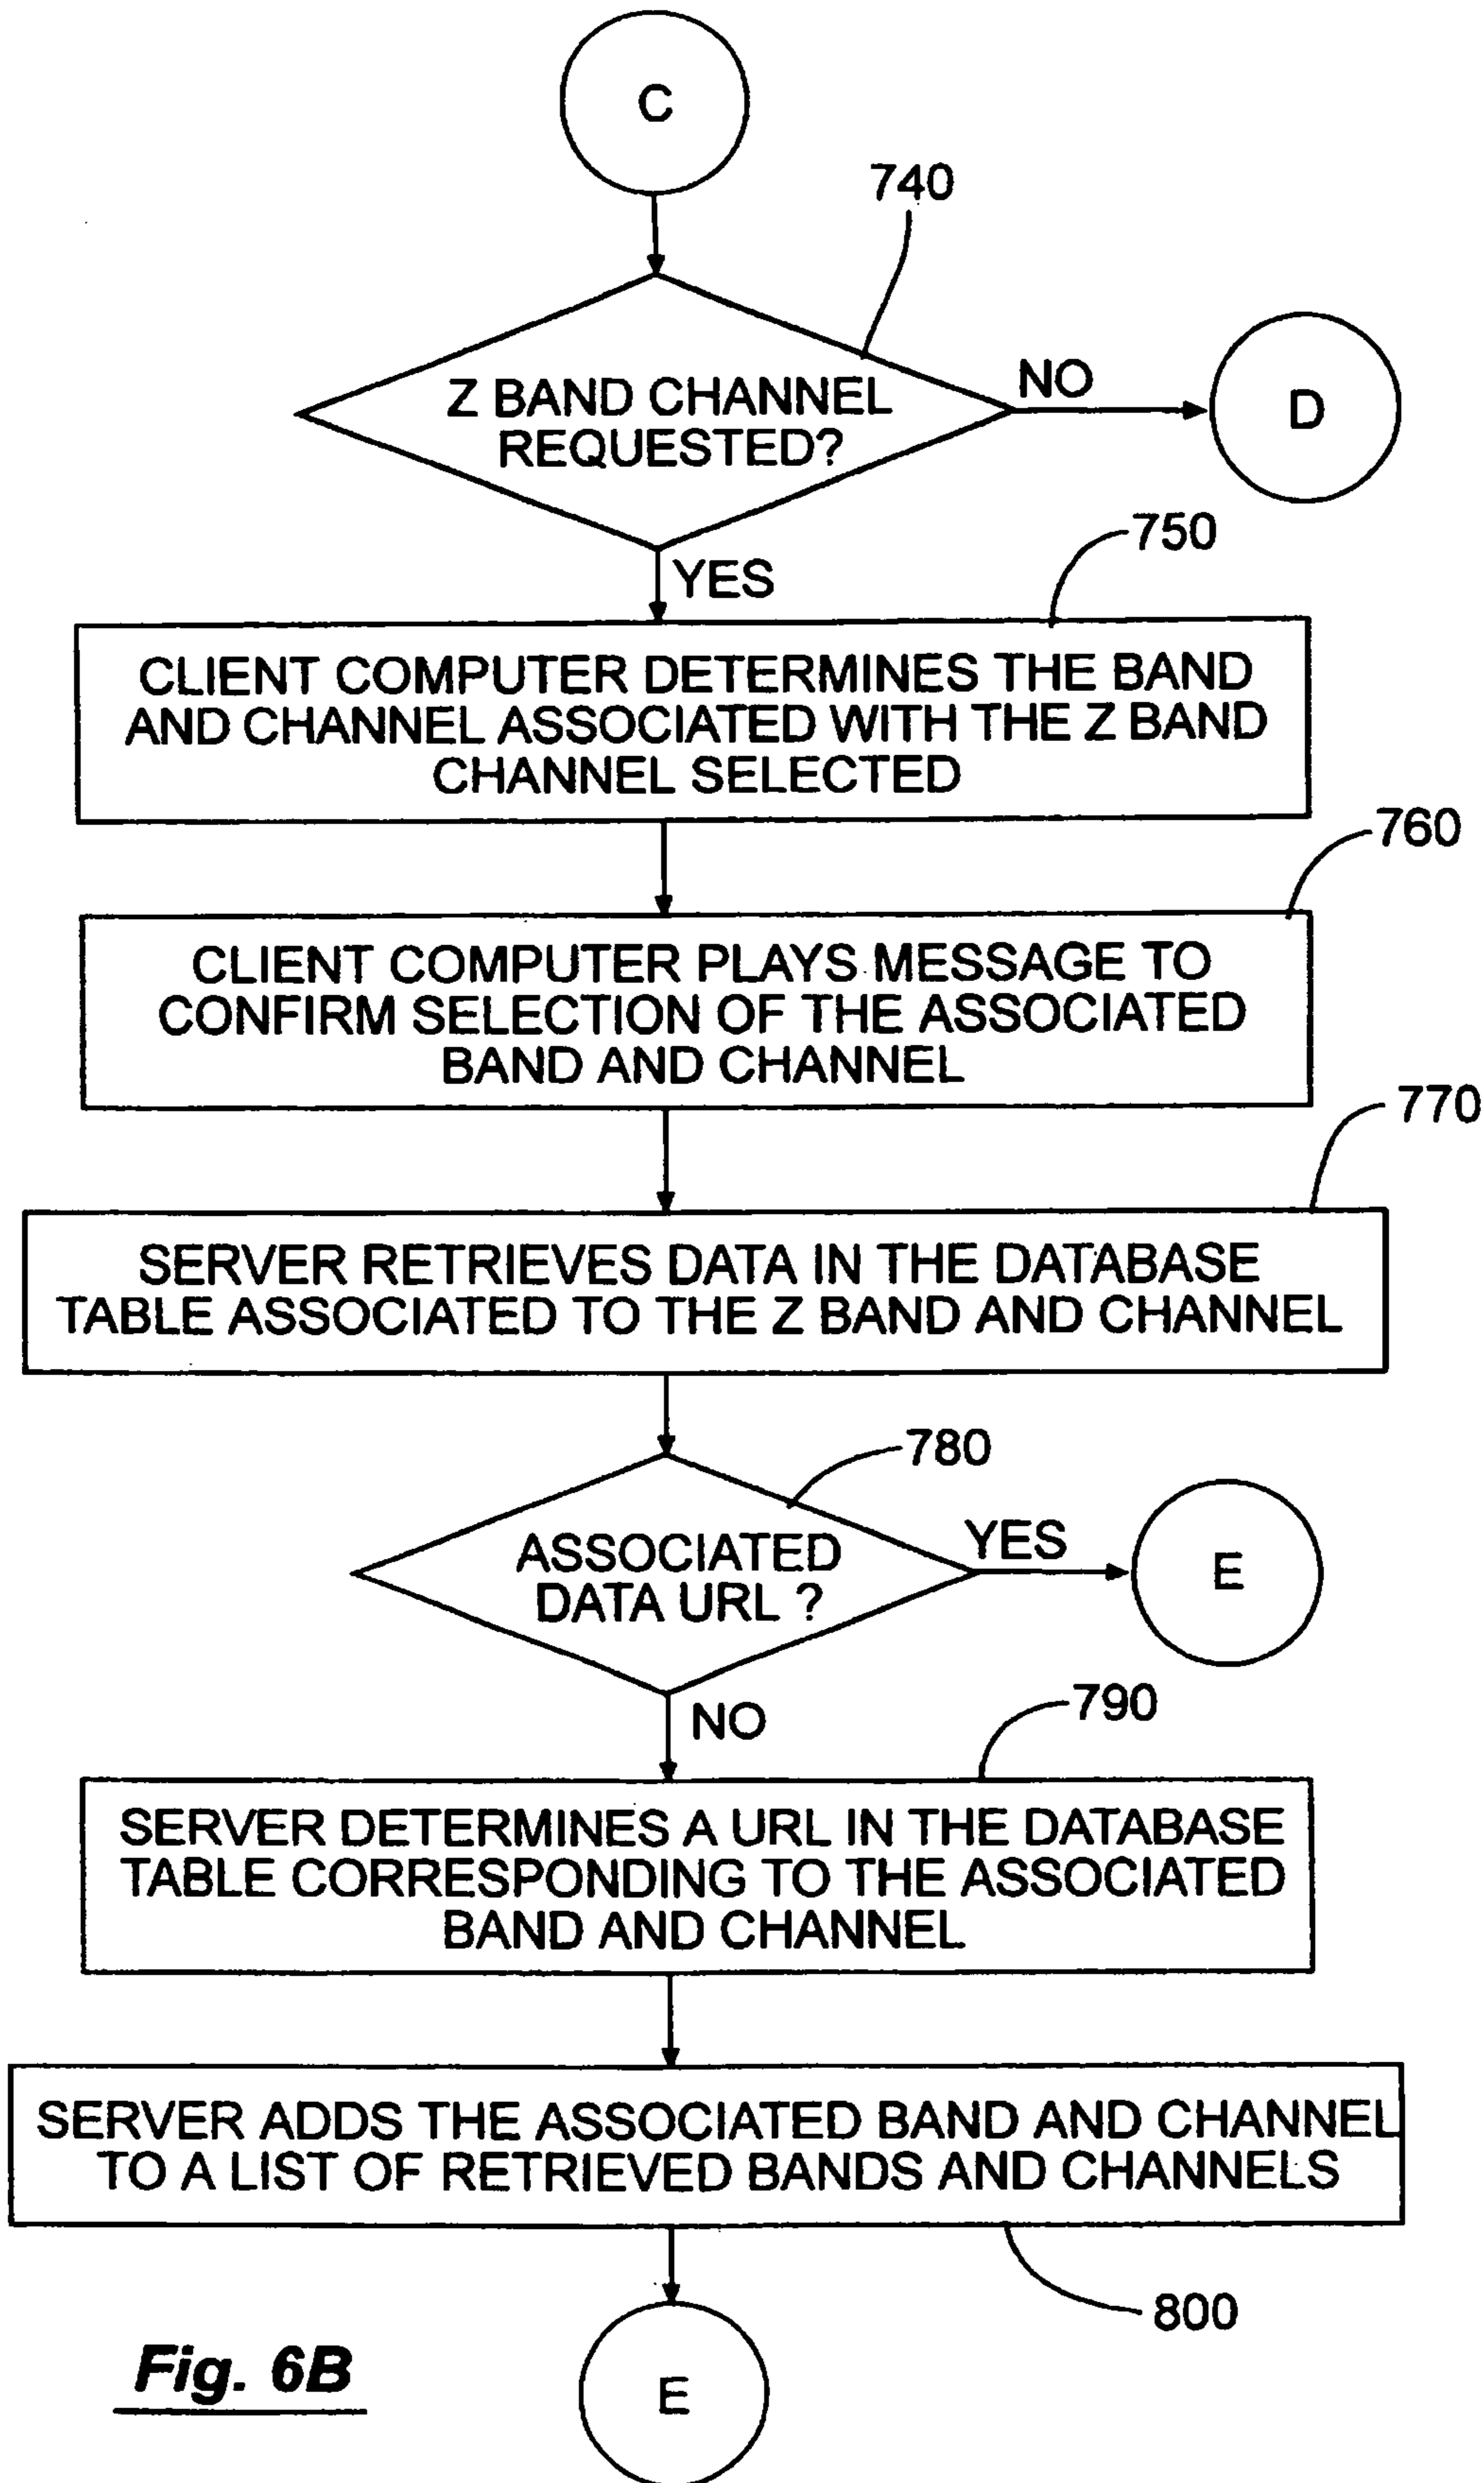 C
740
Z BAND CHANNEL
REQUESTED?
NO
D
YES
750
CLIENT COMPUTER DETERMINES THE BAND
AND CHANNEL ASSOCIATED WITH THE Z BAND
CHANNEL SELECTED
760
CLIENT COMPUTER PLAYS MESSAGE TO
CONFIRM SELECTION OF THE ASSOCIATED
BAND AND CHANNEL
770
SERVER RETRIEVES DATA IN THE DATABASE
TABLE ASSOCIATED TO THE Z BAND AND CHANNEL
780
ASSOCIATED
DATA URL ?
YES
E
NO
790
SERVER DETERMINES A URL IN THE DATABASE
TABLE CORRESPONDING TO THE ASSOCIATED
BAND AND CHANNEL
SERVER ADDS THE ASSOCIATED BAND AND CHANNEL
TO A LIST OF RETRIEVED BANDS AND CHANNELS
800
Fig. 6B
E